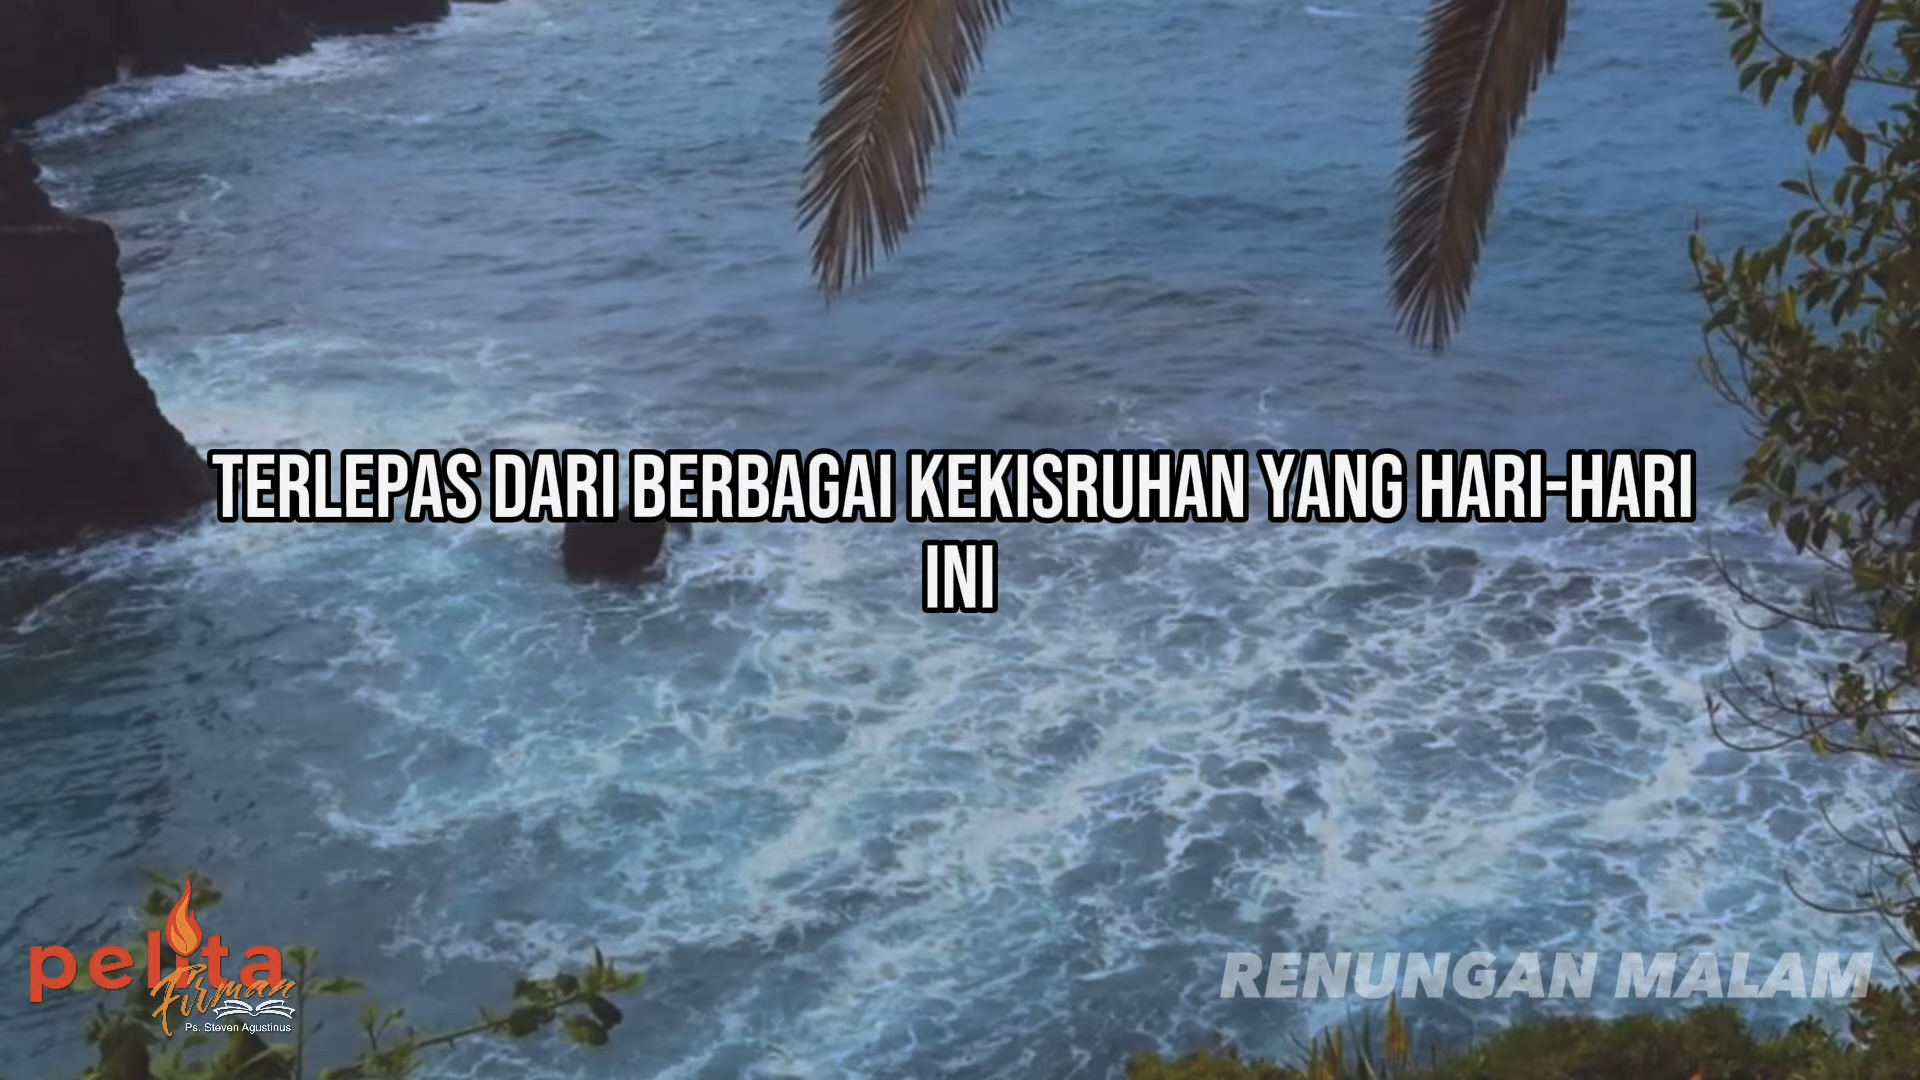 TERLEPAS DARI BERBAGAI KEKISRUHAN YANG HARI-HARI
INI
pelita
Firman
Ps. Steven Agustinus
RENUNGAN MALAM